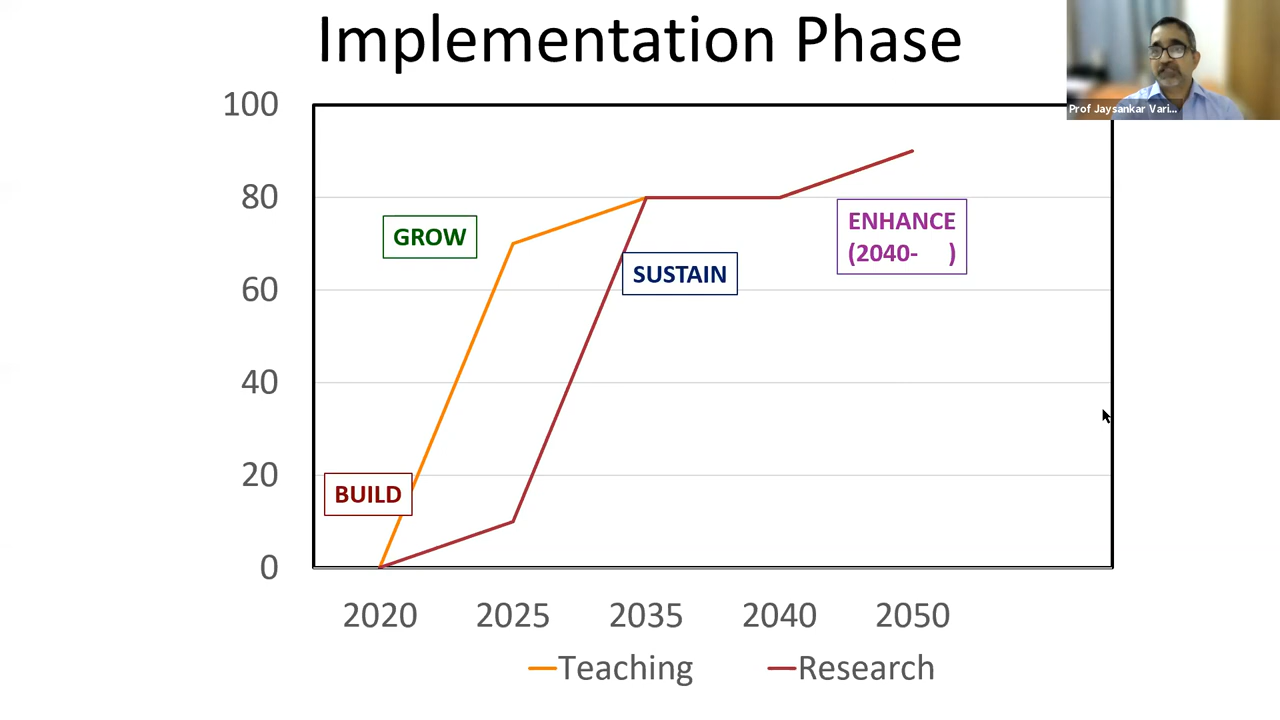 Implementation Phase
Prof Jaysankar Vari...
100
80
60
40
20
0
GROW
ENHANCE
(2040- )
SUSTAIN
BUILD
2020 2025 2035 2040 2050
Teaching Research